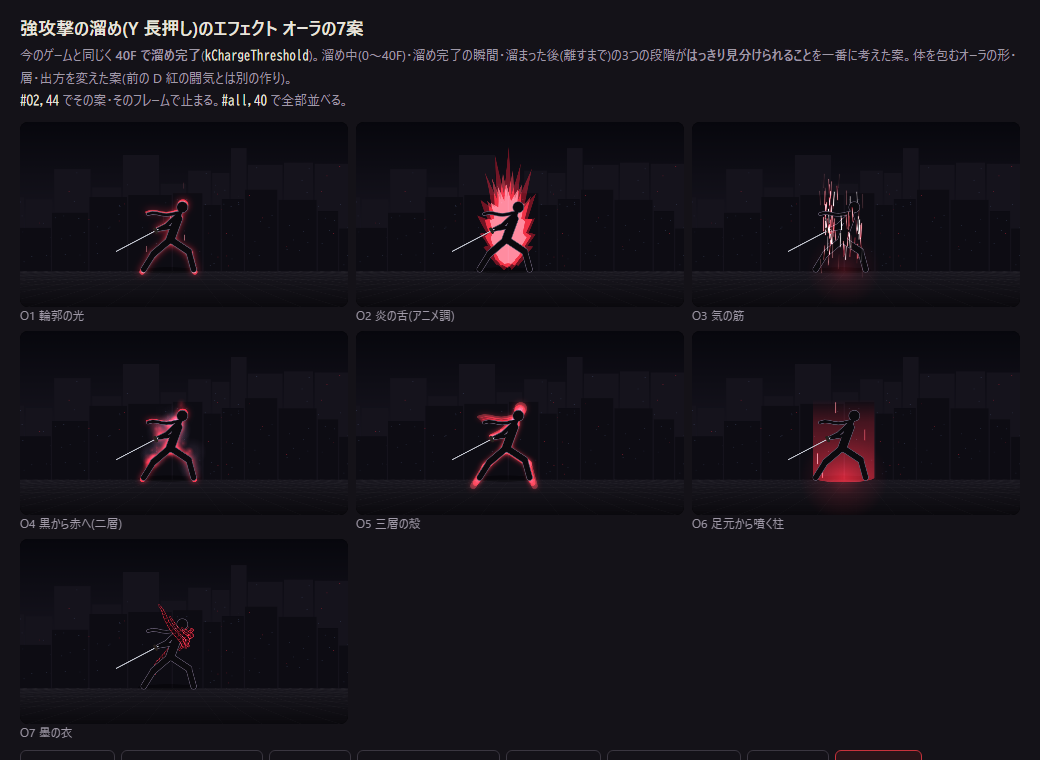 強攻撃の溜め(Y 長押し)のエフェクト オーラの7案
今のゲームと同じく 40F で溜め完了(kChargeThreshold)。溜め中(0〜40F)・溜め完了の瞬間・溜まった後(離すまで)の3つの段階がはっきり見分けられることを一番に考えた案。体を包むオーラの形・
層・出方を変えた案(前の D 紅の闘気とは別の作り)。
#O2,44 でその案・そのフレームで止まる。#all,40 で全部並べる。
O1 輪郭の光
O2 炎の舌(アニメ調)
O3 気の筋
O4 黒から赤へ(二層)
O5 三層の殻
O6 足元から噴く柱
O7 墨の衣